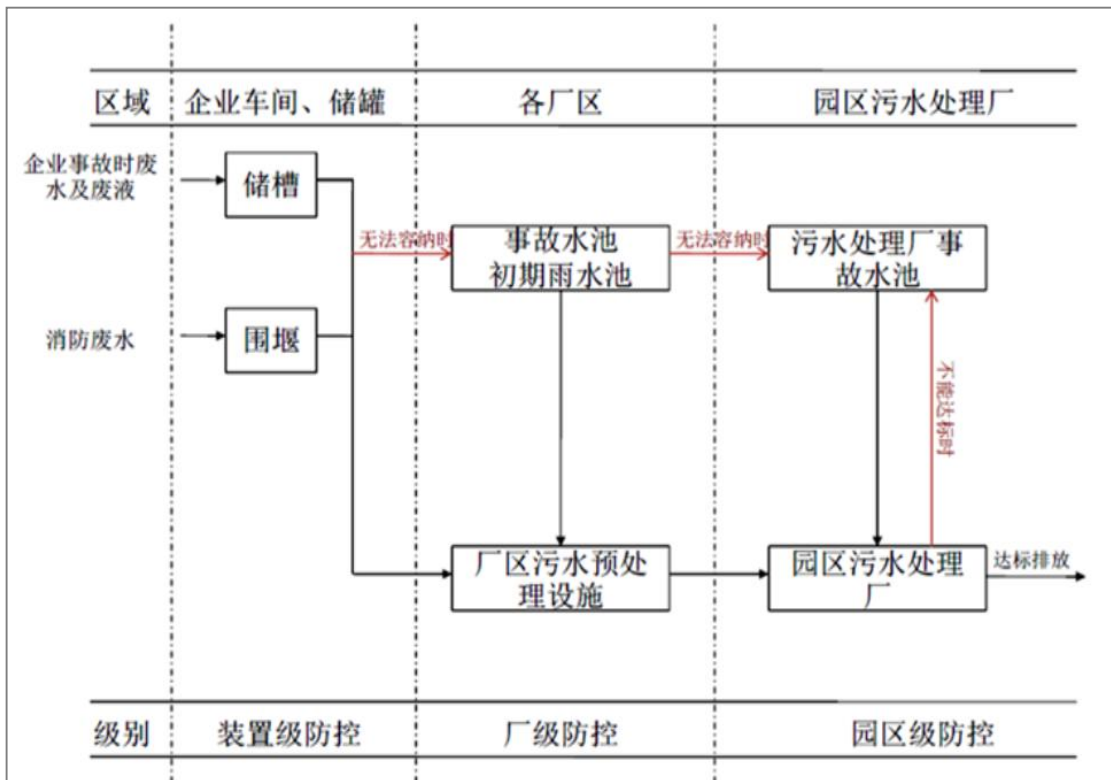 区域 企业车间、储罐 各厂区 园区污水处理厂
企业事故时废
水及废液
储槽
无法容纳时
事故水池
初期雨水池
无法容纳时
污水处理厂事
故水池
消防废水
围堰
不能达标时
厂区污水预处
理设施
园区污水处理
厂
达标排放
级别 装置级防控 厂级防控 园区级防控